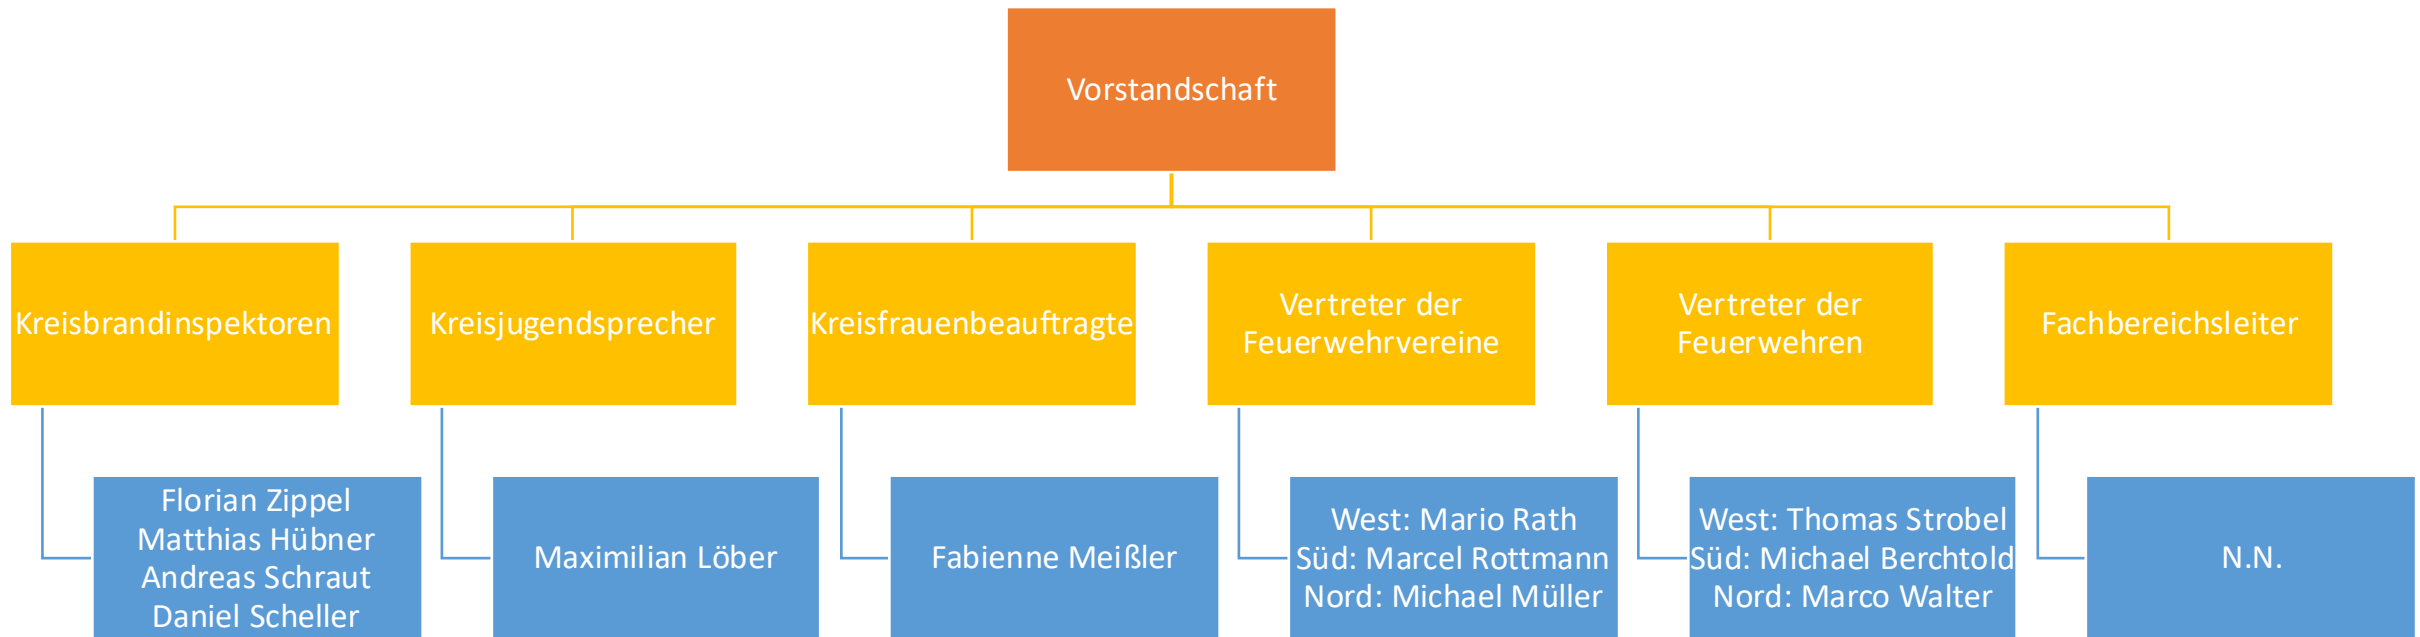 Vorstandschaft
Kreisbrandinspektoren
Kreisjugendsprecher
Kreisfrauenbeauftragte
Vertreter der
Feuerwehrvereine
Vertreter der
Feuerwehren
Fachbereichsleiter
Florian Zippel
Matthias Hübner
Andreas Schraut
Daniel Scheller
Maximilian Löber
Fabienne Meißler
West: Mario Rath
Süd: Marcel Rottmann
Nord: Michael Müller
West: Thomas Strobel
Süd: Michael Berchtold
Nord: Marco Walter
N.N.